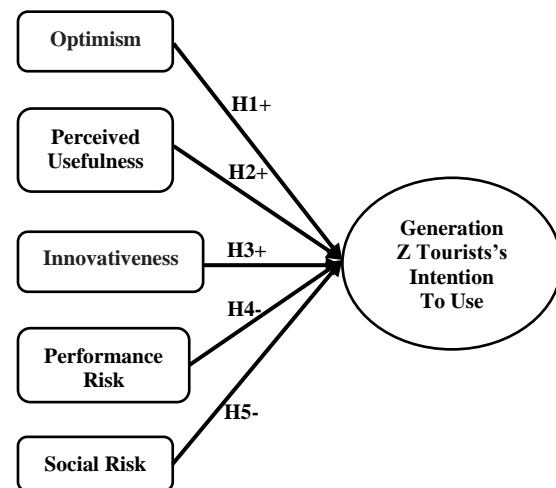 Optimism
H1+
Perceived
Usefulness
H2+
Innovativeness
H3+
Generation
Z Tourists's
Intention
To Use
H4-
Performance
Risk
H5-
Social Risk